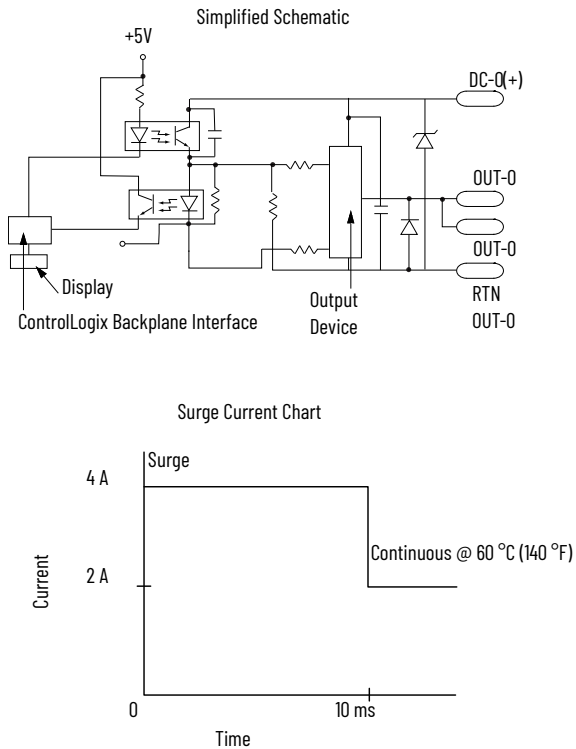 Simplified Schematic
+5V
DC-0(+)
OUT-0
OUT-0
Display
Output
Device
RTN
OUT-0
ControlLogix Backplane Interface
Surge Current Chart
Surge
4 A
Continuous @ 60 °C (140 °F)
2 A
Current
0
10 ms
Time